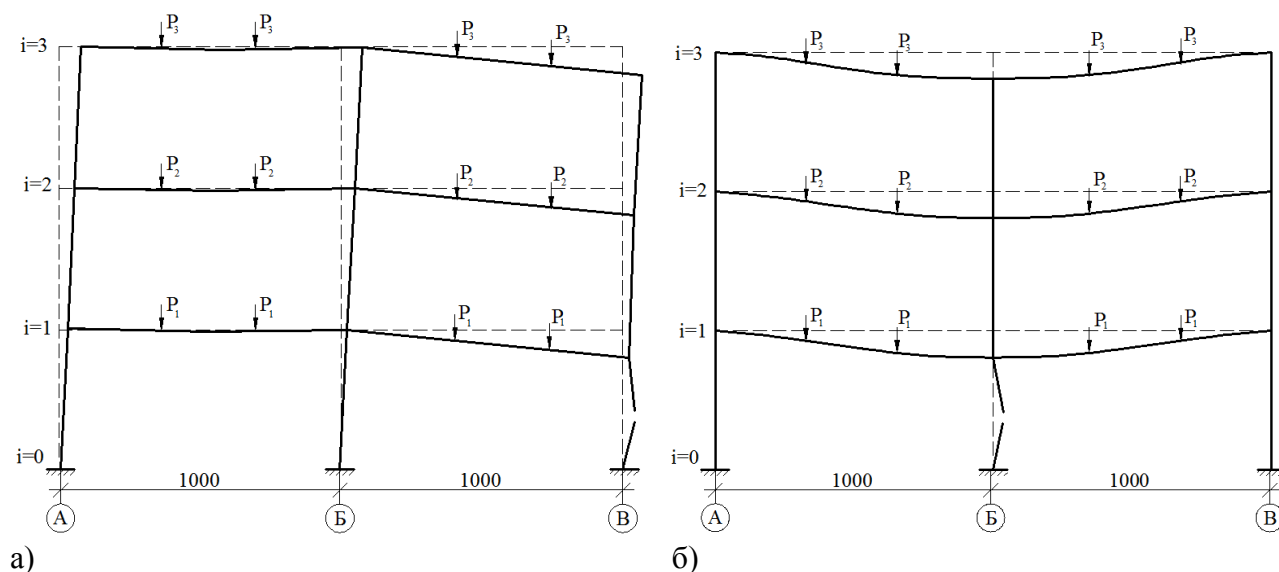 P₃ P₃ P₃ P₃
i=3
P₂ P₂ P₂ P₂
i=2
P₁ P₁ P₁ P₁
i=1
i=0
1000 1000
А Б В
а)
P₃ P₃ P₃ P₃
i=3
P₂ P₂ P₂ P₂
i=2
P₁ P₁ P₁ P₁
i=1
i=0
1000 1000
А Б В
б)